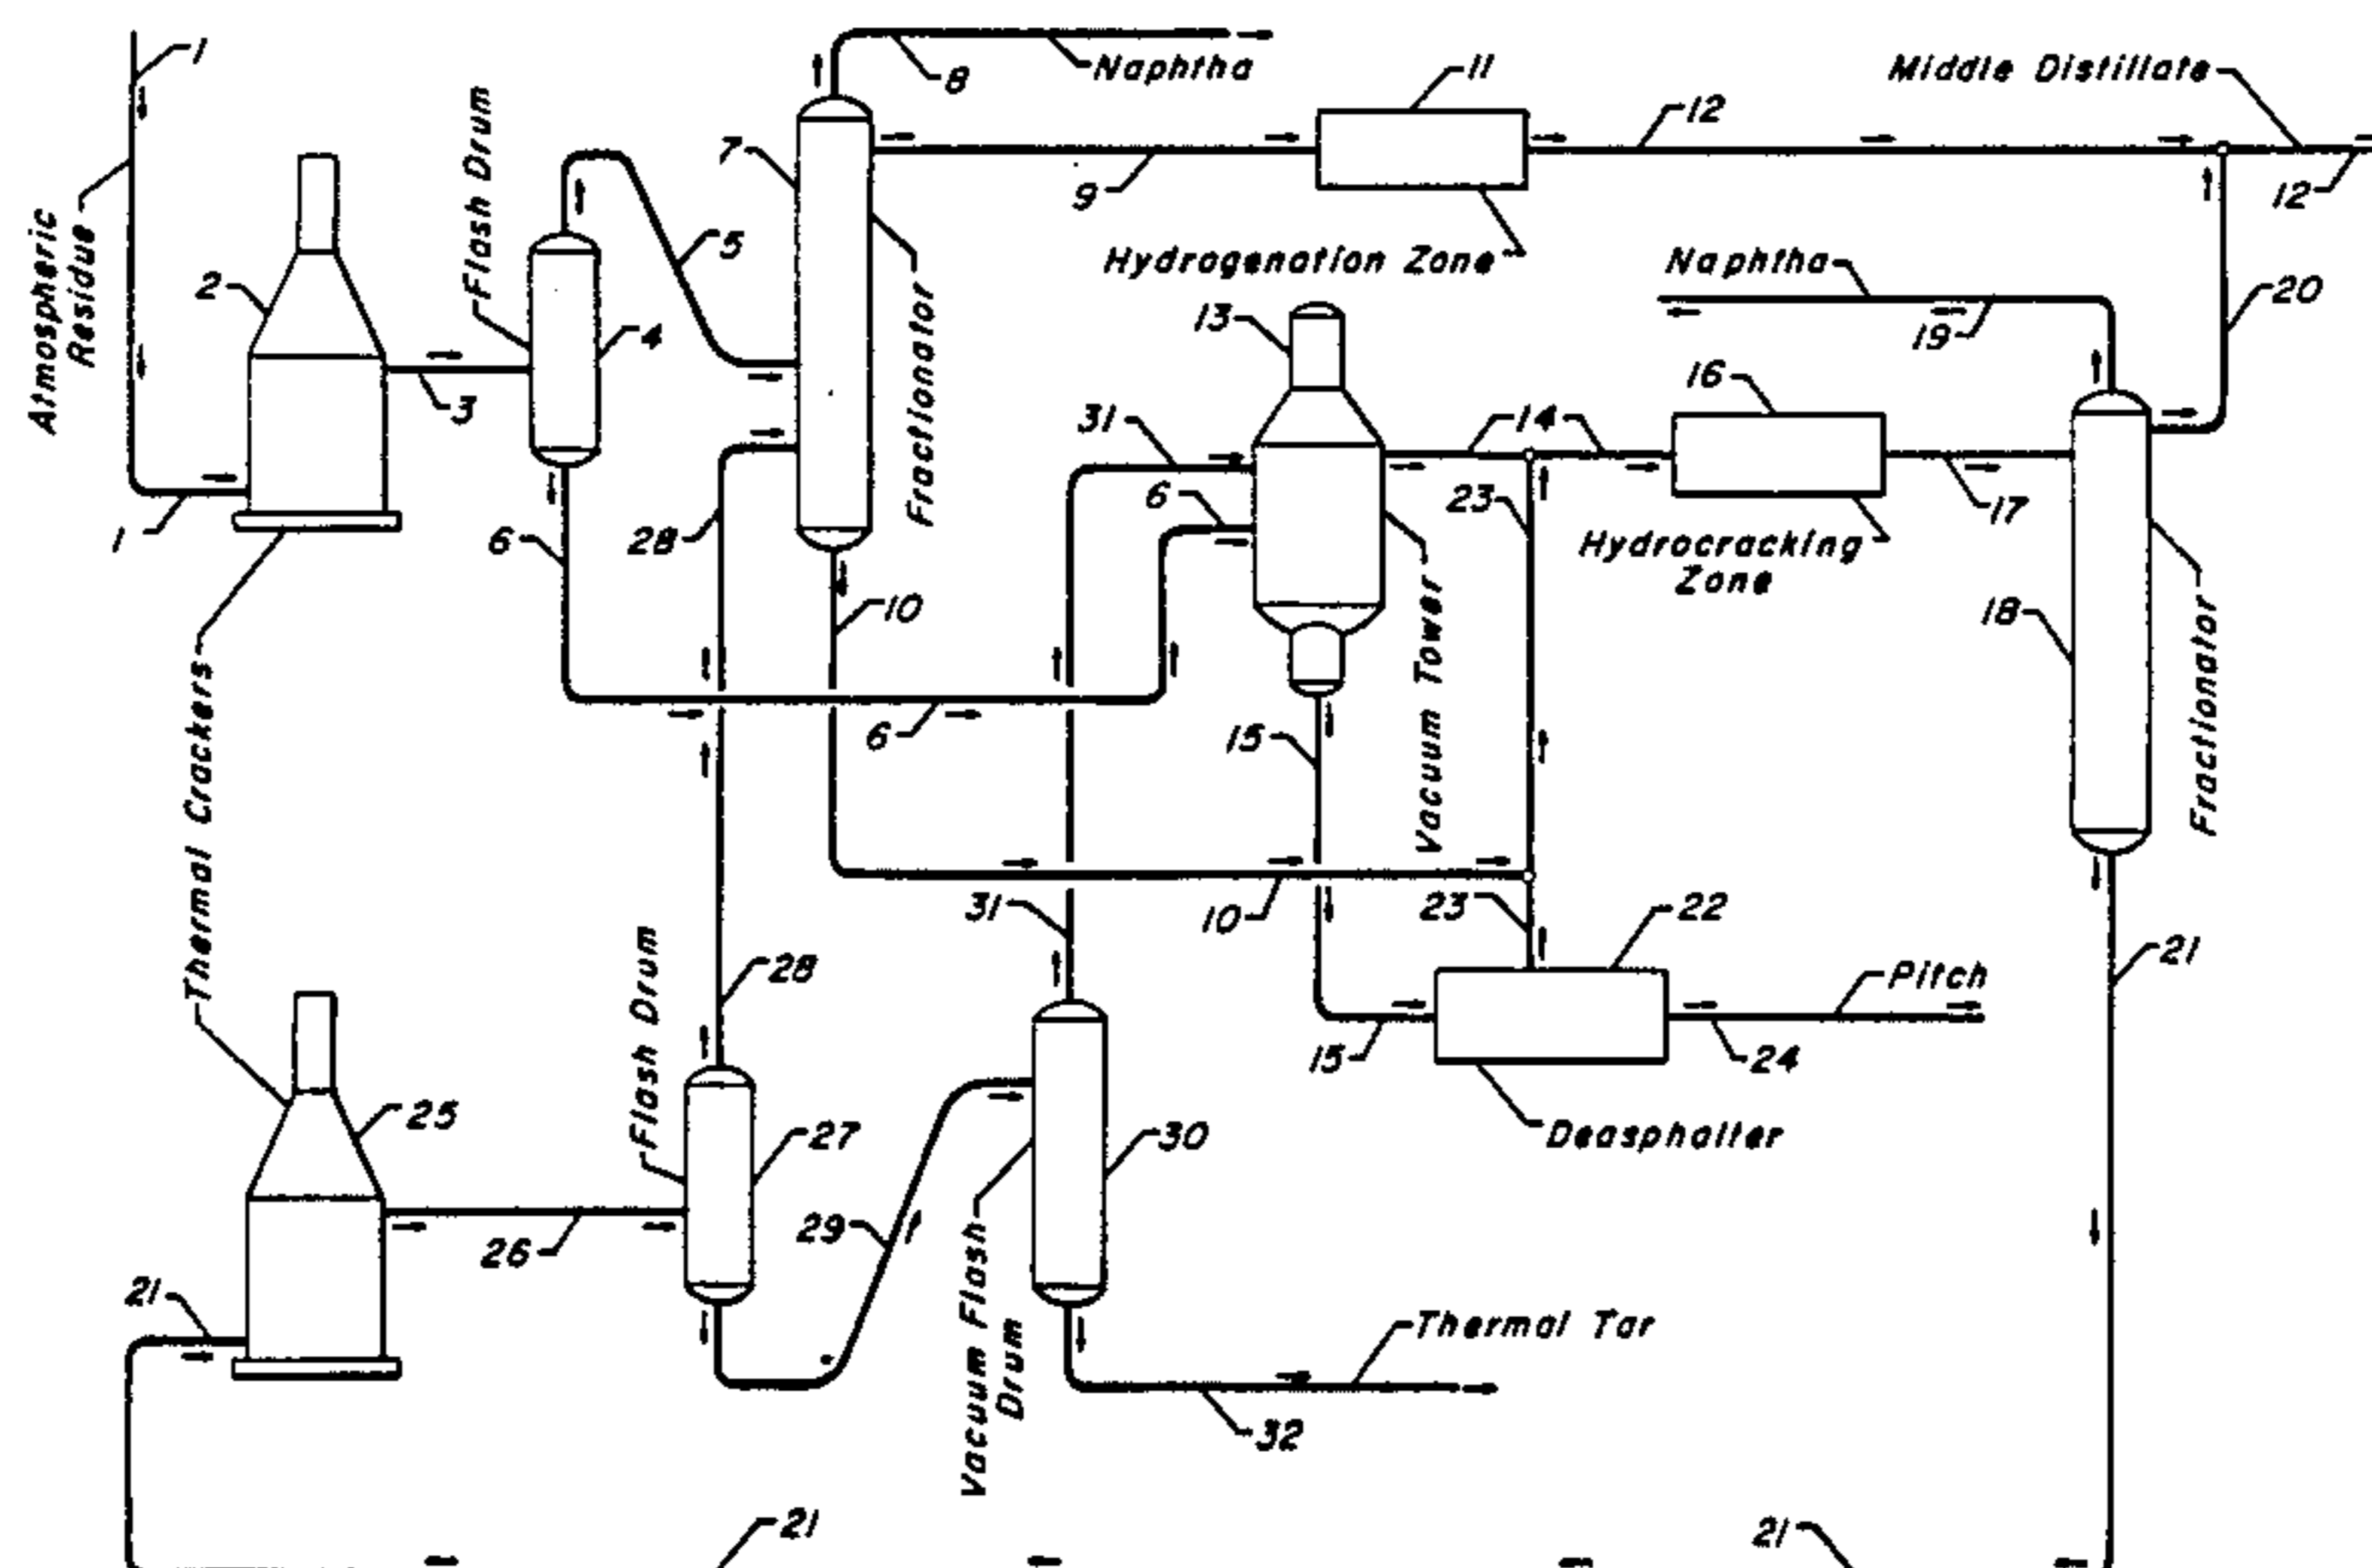 1
8
Naphtha
11
Middle Distillate
12
12
7
9
Flash Drum
Hydrogenation Zone
Naphtha
20
Atmospheric
Residue
2
5
4
3
Fractionator
13
19
16
31
14
1
6
28
6
23
17
Hydrocracking
Zone
10
18
Vacuum Tower
Fractionator
Thermal Crackers
6
15
31
10
23
22
21
Flash Drum
28
Pitch
15
24
25
27
30
Deasphalter
26
29
21
Vacuum Flash
Drum
Thermal Tar
32
21
21